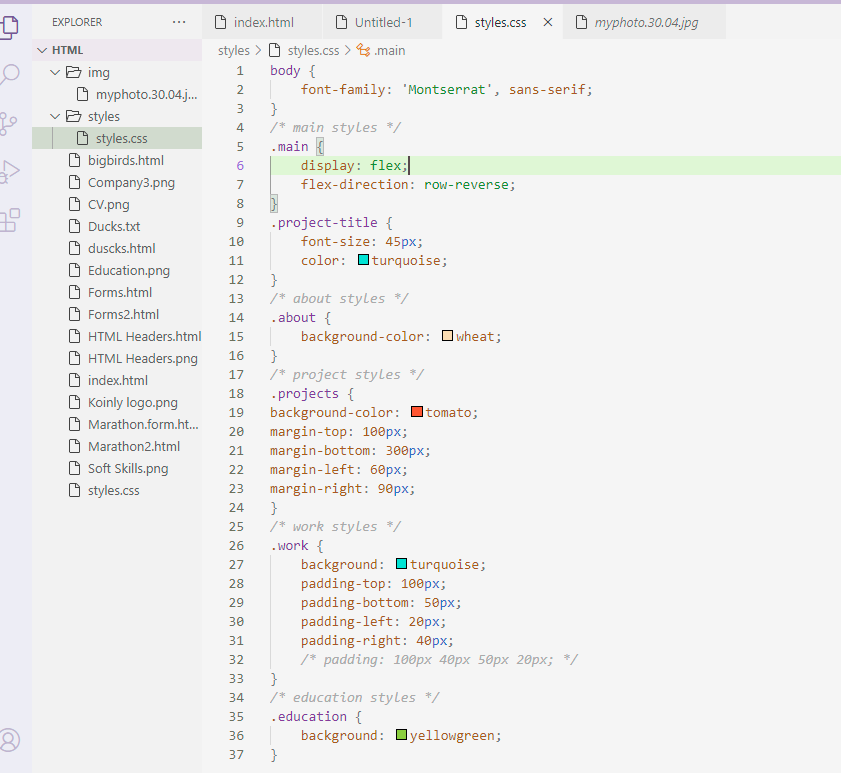 EXPLORER ···
index.html Untitled-1 styles.css × myphoto.30.04.jpg
HTML
img
myphoto.30.04.j...
styles
styles.css
bigbirds.html
Company3.png
CV.png
Ducks.txt
duscks.html
Education.png
Forms.html
Forms2.html
HTML Headers.html
HTML Headers.png
index.html
Koinly logo.png
Marathon.form.ht...
Marathon2.html
Soft Skills.png
styles.css
styles > styles.css > .main
1 body {
2 font-family: 'Montserrat', sans-serif;
3 }
4 /* main styles */
5 .main {
6 display: flex;
7 flex-direction: row-reverse;
8 }
9 .project-title {
10 font-size: 45px;
11 color: turquoise;
12 }
13 /* about styles */
14 .about {
15 background-color: wheat;
16 }
17 /* project styles */
18 .projects {
19 background-color: tomato;
20 margin-top: 100px;
21 margin-bottom: 300px;
22 margin-left: 60px;
23 margin-right: 90px;
24 }
25 /* work styles */
26 .work {
27 background: turquoise;
28 padding-top: 100px;
29 padding-bottom: 50px;
30 padding-left: 20px;
31 padding-right: 40px;
32 /* padding: 100px 40px 50px 20px; */
33 }
34 /* education styles */
35 .education {
36 background: yellowgreen;
37 }